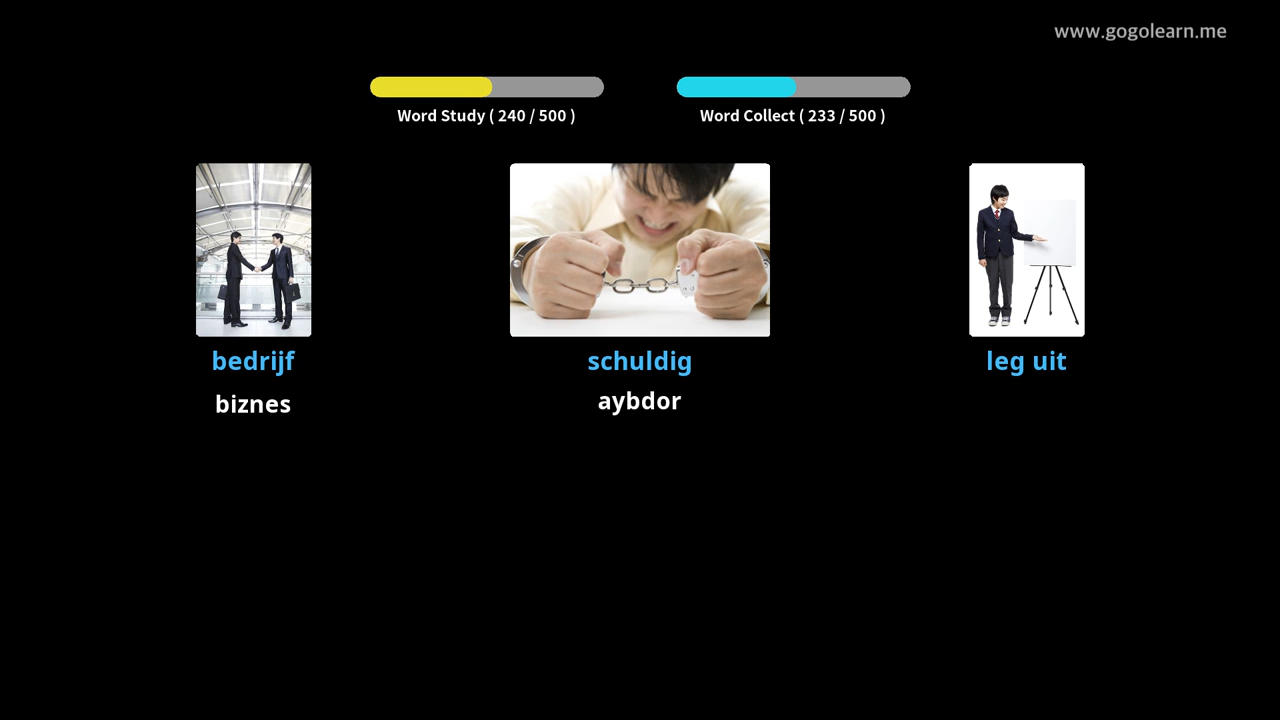 www.gogolearn.me
Word Study ( 240 / 500 )
Word Collect ( 233 / 500 )
bedrijf
schuldig
leg uit
biznes
aybdor